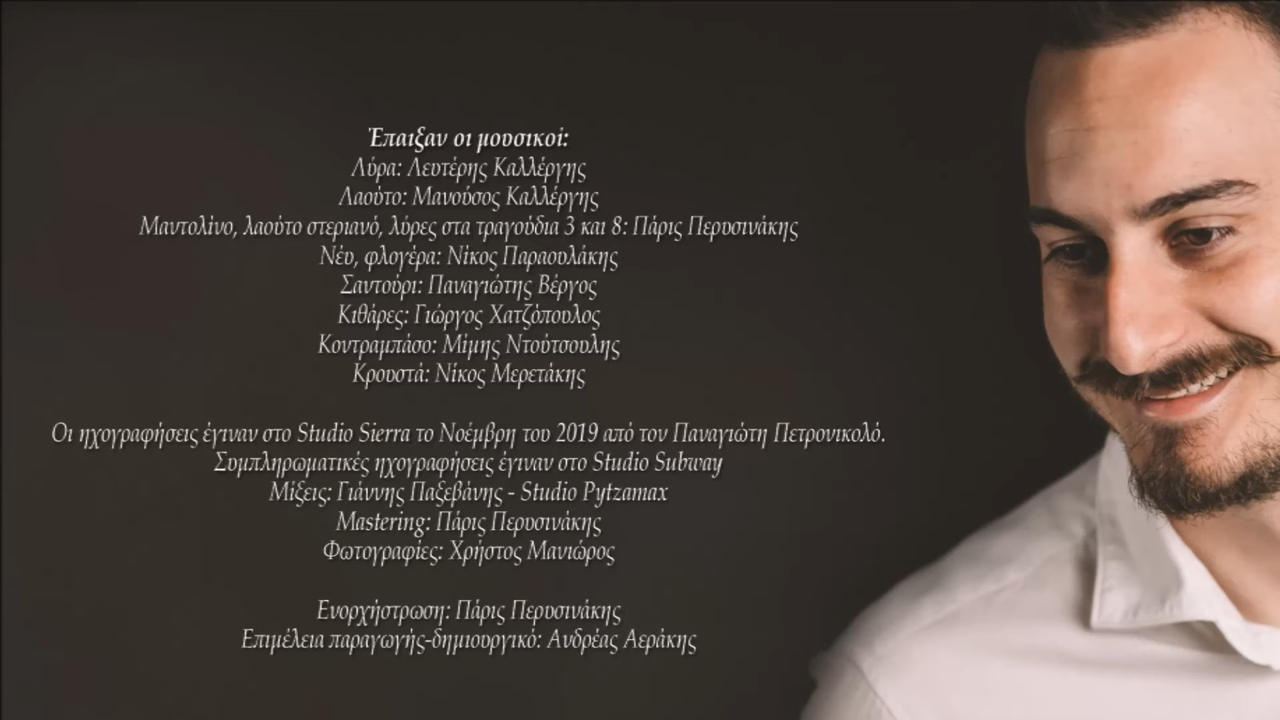 Έπαιξαν οι μουσικοί:
Λύρα: Λευτέρης Καλλέργης
Λαούτο: Μανούσος Καλλέργης
Μαντολίνο, λαούτο στεριανό, λύρες στα τραγούδια 3 και 8: Πάρις Περυσινάκης
Νέυ, φλογέρα: Νίκος Παραουλάκης
Σαντούρι: Παναγιώτης Βέργος
Κιθάρες: Γιώργος Χατζόπουλος
Κοντραμπάσο: Μίμης Ντούτσουλης
Κρουστά: Νίκος Μερετάκης
Οι ηχογραφήσεις έγιναν στο Studio Sierra το Νοέμβρη του 2019 από τον Παναγιώτη Πετρονικολό.
Συμπληρωματικές ηχογραφήσεις έγιναν στο Studio Subway
Μίξεις: Γιάννης Παξεβάνης - Studio Pytzamax
Mastering: Πάρις Περυσινάκης
Φωτογραφίες: Χρήστος Μανιώρος
Ενορχήστρωση: Πάρις Περυσινάκης
Επιμέλεια παραγωγής-δημιουργικό: Ανδρέας Αεράκης